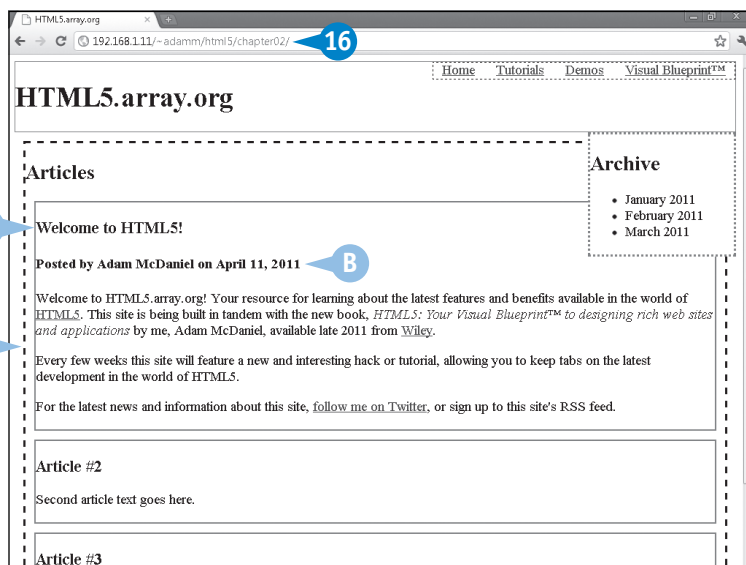 HTML5.array.org
192.168.1.11/~adamm/html5/chapter02/
16
Home Tutorials Demos Visual Blueprint™
HTML5.array.org
Articles
Archive
• January 2011
• February 2011
• March 2011
Welcome to HTML5!
Posted by Adam McDaniel on April 11, 2011
B
Welcome to HTML5.array.org! Your resource for learning about the latest features and benefits available in the world of
HTML5. This site is being built in tandem with the new book, HTML5: Your Visual Blueprint™ to designing rich web sites
and applications by me, Adam McDaniel, available late 2011 from Wiley.
Every few weeks this site will feature a new and interesting hack or tutorial, allowing you to keep tabs on the latest
development in the world of HTML5.
For the latest news and information about this site, follow me on Twitter, or sign up to this site's RSS feed.
Article #2
Second article text goes here.
Article #3